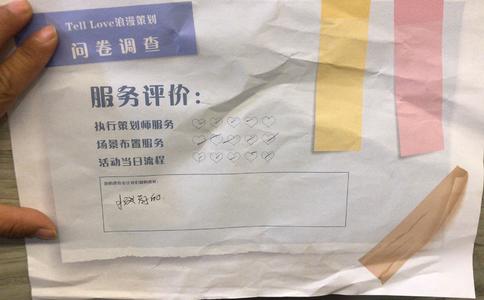 Tell Love浪漫策划
问卷调查
服务评价：
执行策划师服务
场景布置服务
活动当日流程